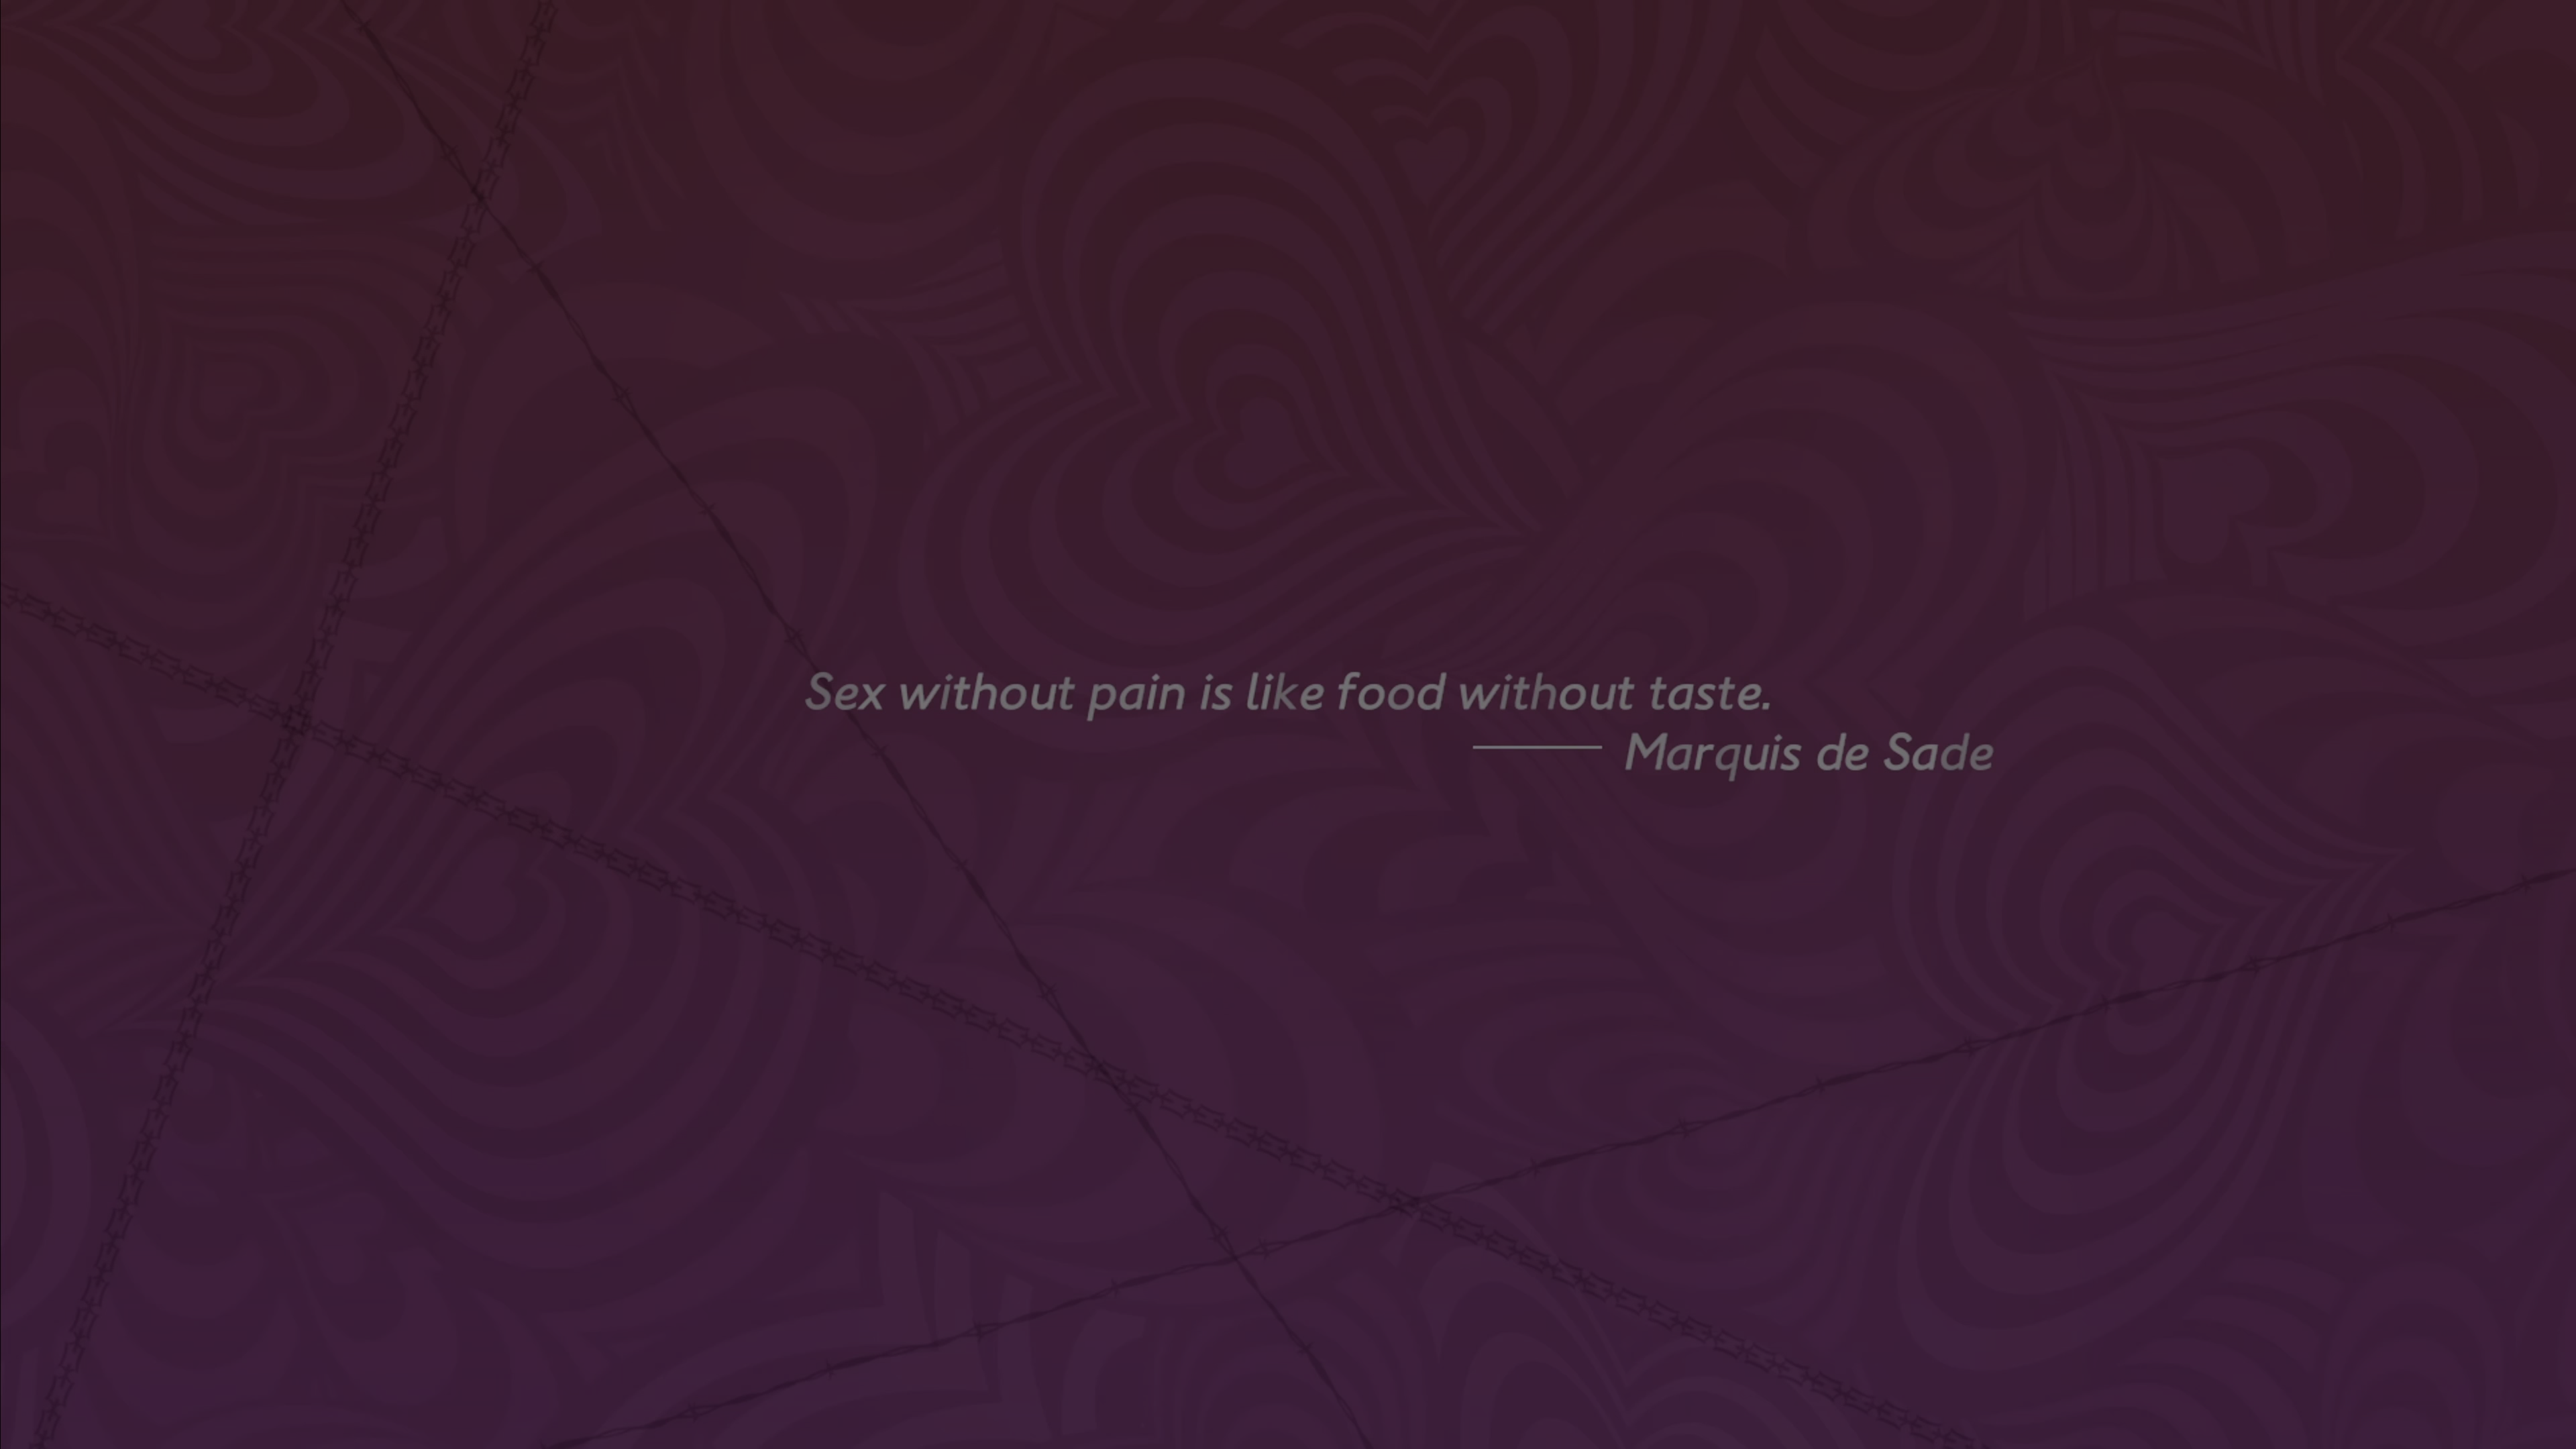 Sex without pain is like food without taste.
—— Marquis de Sade